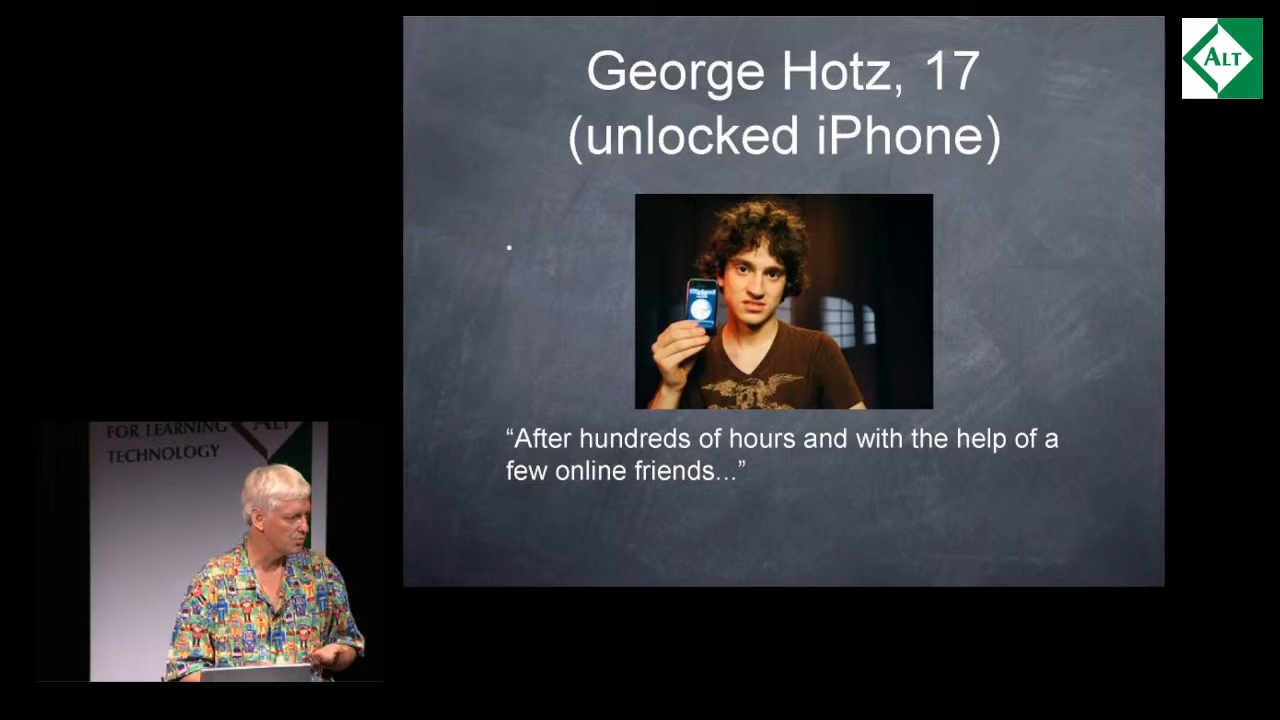 George Hotz, 17
(unlocked iPhone)
“After hundreds of hours and with the help of a
few online friends...”
ALT
FOR LEARNING ALT
TECHNOLOGY